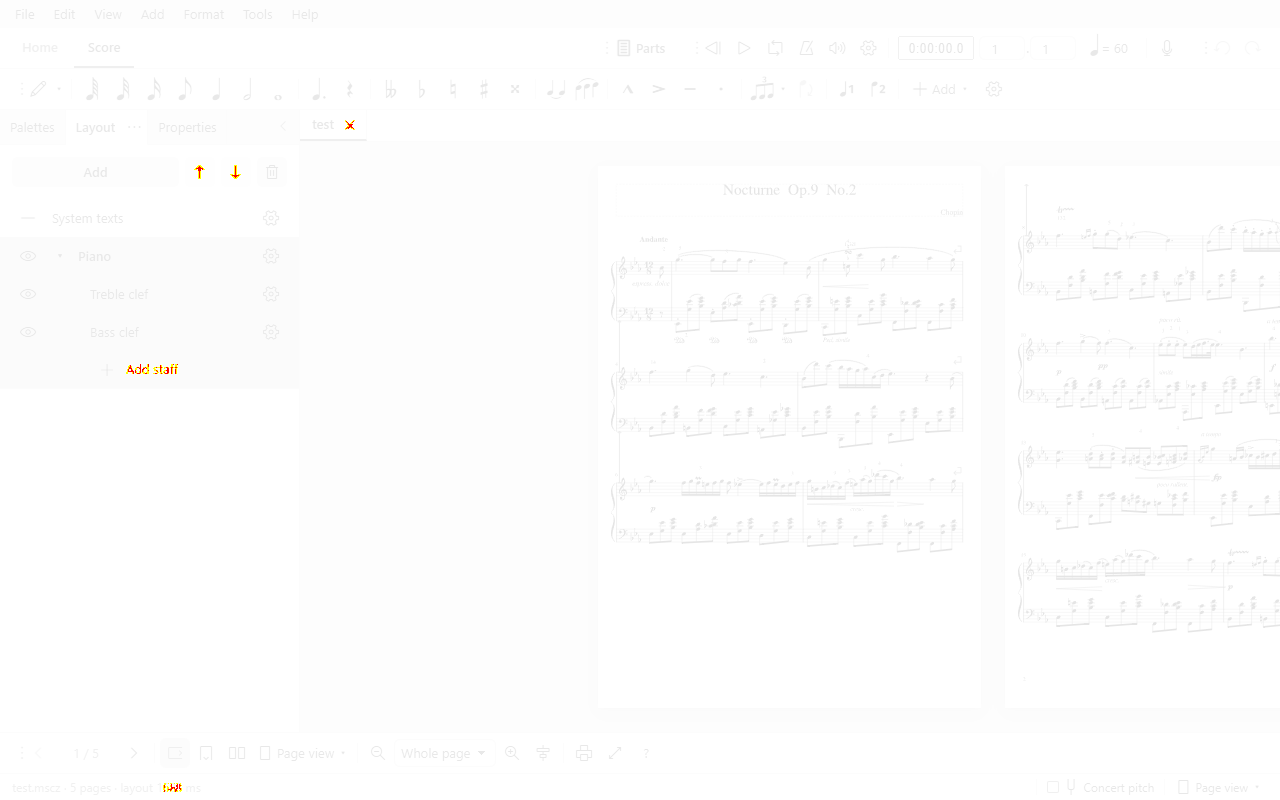 File Edit View Add Format Tools Help
Home Score Parts 0:00:00.0 1 . 1 = 60
Add
Palettes Layout Properties test
Add
System texts
Piano
Treble clef
Bass clef
Add staff
Nocturne Op.9 No.2
Chopin
Andante
1 / 5 Page view Whole page ?
test.mscz · 5 pages · layout
Concert pitch Page view